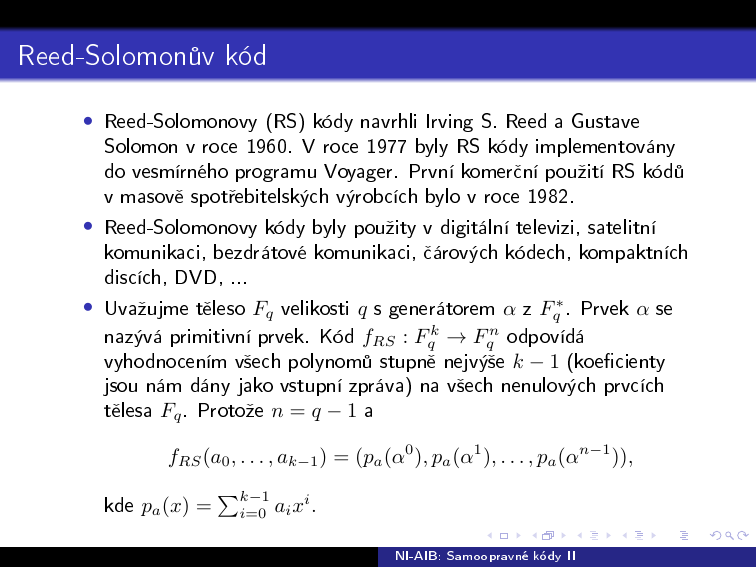 Reed-Solomonův kód
• Reed-Solomonovy (RS) kódy navrhli Irving S. Reed a Gustave
Solomon v roce 1960. V roce 1977 byly RS kódy implementovány
do vesmírného programu Voyager. První komerční použití RS kódů
v masově spotřebitelských výrobcích bylo v roce 1982.
• Reed-Solomonovy kódy byly použity v digitální televizi, satelitní
komunikaci, bezdrátové komunikaci, čárových kódech, kompaktních
discích, DVD, ...
• Uvažujme těleso $F_q$ velikosti $q$ s generátorem $\alpha$ z $F_q^*$. Prvek $\alpha$ se
nazývá primitivní prvek. Kód $f_{RS} : F_q^k \to F_q^n$ odpovídá
vyhodnocením všech polynomů stupně nejvýše $k - 1$ (koeficienty
jsou nám dány jako vstupní zpráva) na všech nenulových prvcích
tělesa $F_q$. Protože $n = q - 1$ a
$f_{RS}(a_0, \ldots, a_{k-1}) = (p_a(\alpha^0), p_a(\alpha^1), \ldots, p_a(\alpha^{n-1})),$
kde $p_a(x) = \sum_{i=0}^{k-1} a_i x^i$.
NI-AIB: Samoopravné kódy II